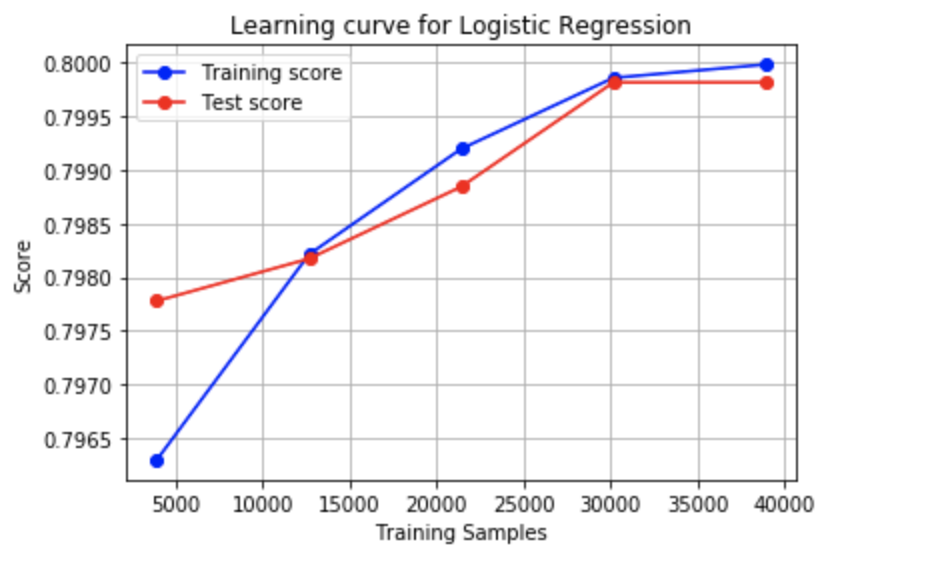 Learning curve for Logistic Regression
Training score
Test score
0.8000
0.7995
0.7990
0.7985
0.7980
0.7975
0.7970
0.7965
Score
5000 10000 15000 20000 25000 30000 35000 40000
Training Samples